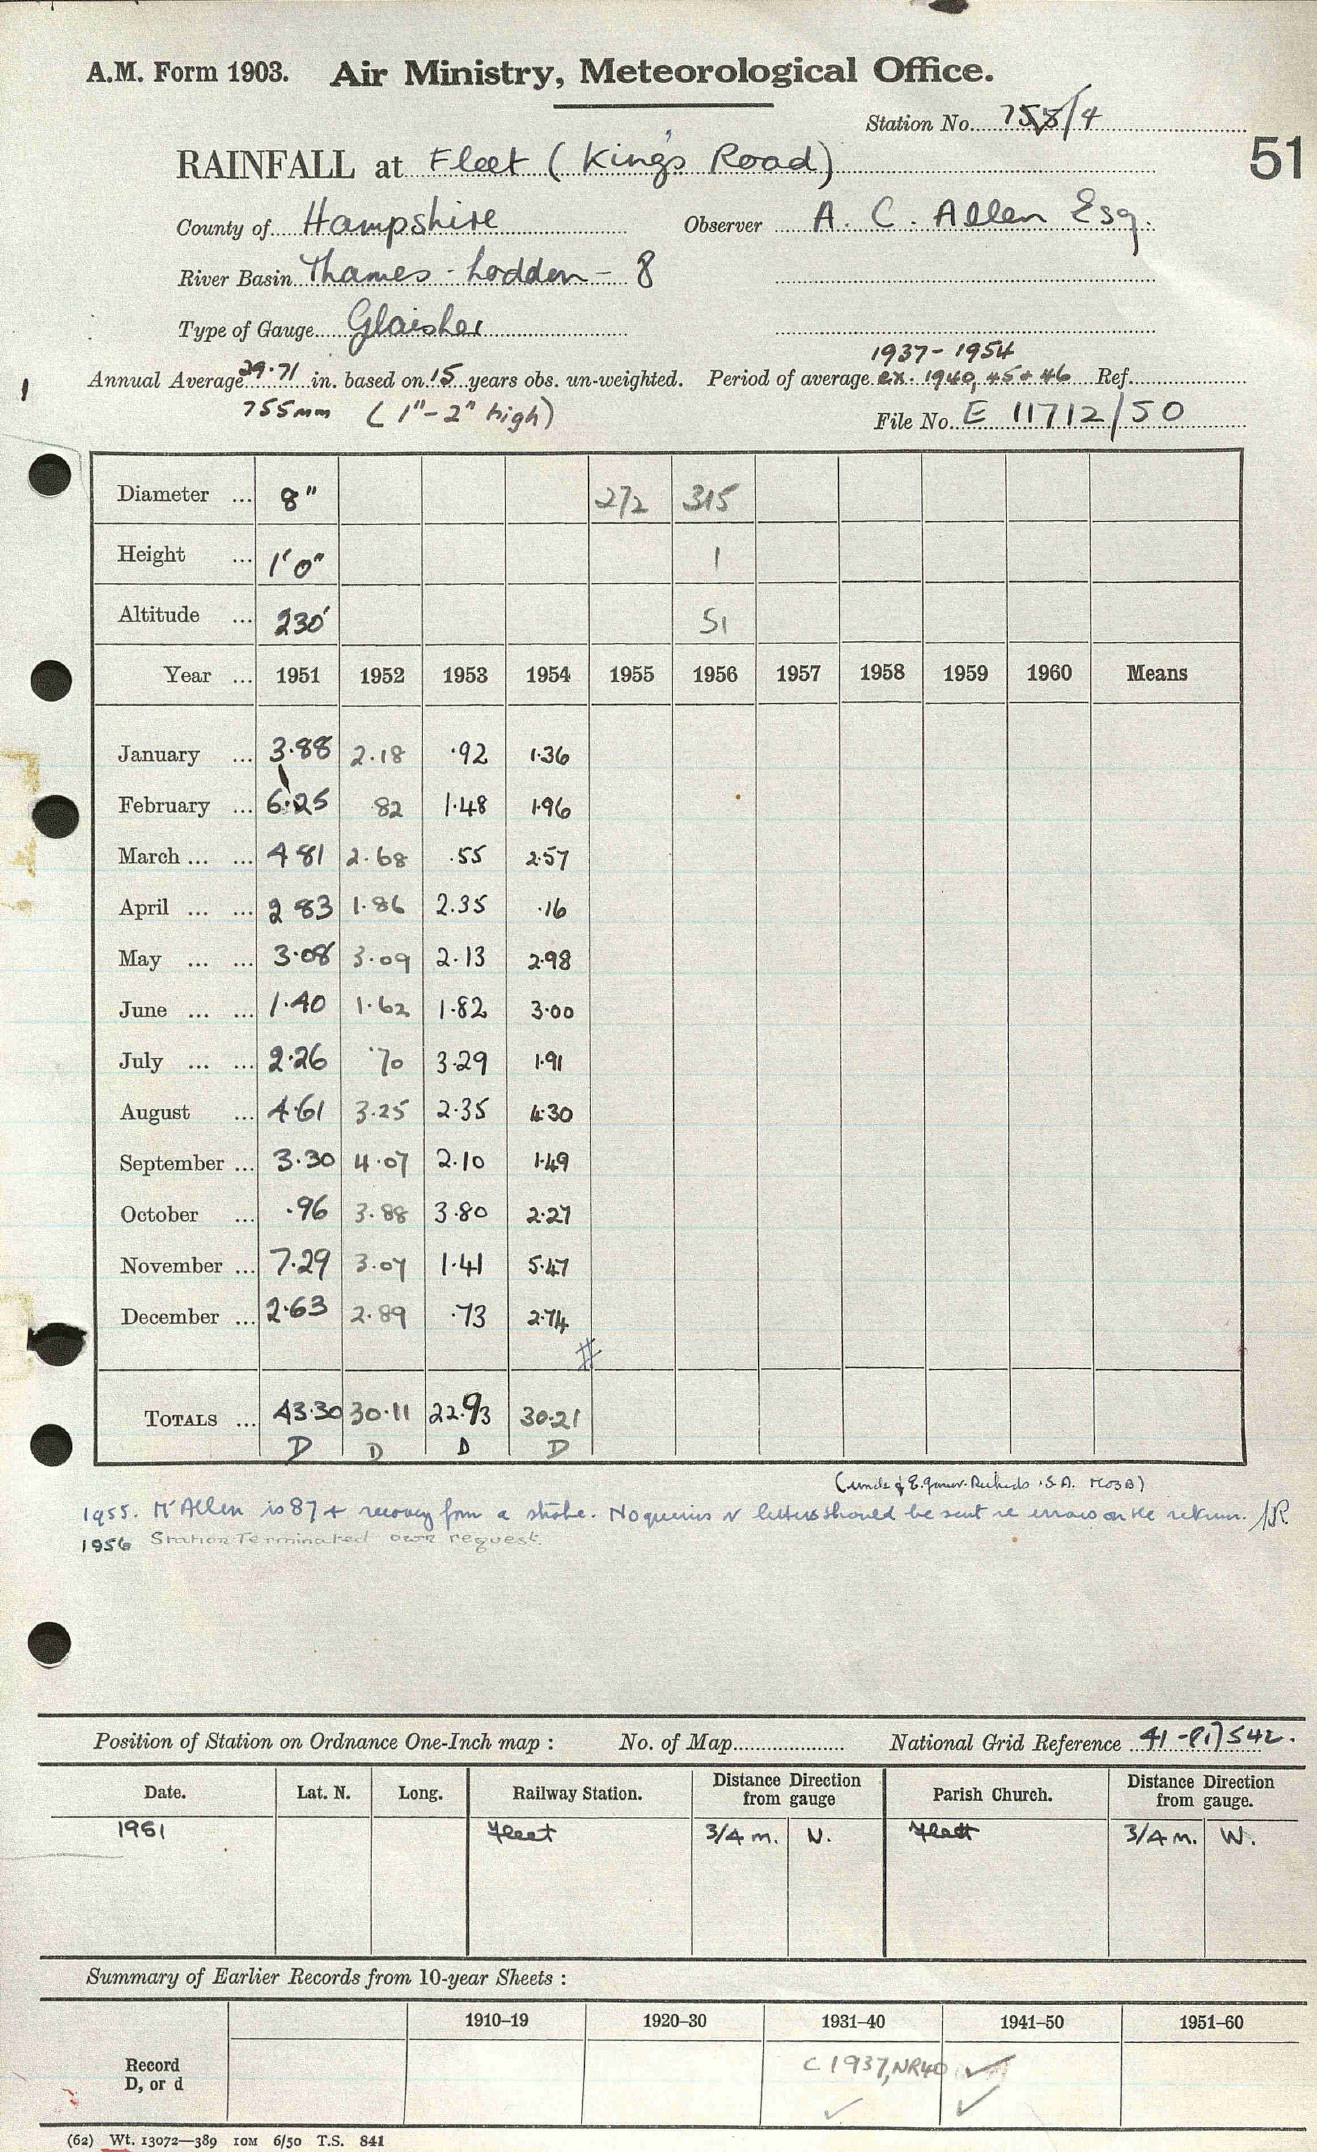 A.M. Form 1903. Air Ministry, Meteorological Office.
Station No. 755/4
51
RAINFALL at Fleet (King's Road)
County of Hampshire Observer A. C. Allen Esq.
River Basin Thames - Lodden - 8
Type of Gauge Glaisher
1937-1954
Annual Average 29.71 in. based on 15 years obs. un-weighted. Period of average ex. 1940, 45 + 46 Ref.
755mm (1"-2" high) File No. E 11712/50
Diameter ... 8" 272 315
Height ... 1'0" 1
Altitude ... 230' 51
Year ... 1951 1952 1953 1954 1955 1956 1957 1958 1959 1960 Means
January ... 3.88 2.18 .92 1.36
February ... 6.25 82 1.48 1.96
March ... ... 4 81 2.68 .55 2.57
April ... ... 2 83 1.86 2.35 .16
May ... ... 3.08 3.09 2.13 2.98
June ... ... 1.40 1.62 1.82 3.00
July ... ... 2.26 .70 3.29 1.91
August ... 4.61 3.25 2.35 4.30
September ... 3.30 4.07 2.10 1.49
October ... .96 3.88 3.80 2.27
November ... 7.29 3.07 1.41 5.47
December ... 2.63 2.89 .73 2.74
#
TOTALS ... 43.30 30.11 22.93 30.21
D D D D
(uncle of E. S.A. M03B)
1955. Mr Allen is 87 + recovery from a stroke. No queries or letters should be sent re errors on the return. JR
1956 Station Terminated own request.
Position of Station on Ordnance One-Inch map : No. of Map National Grid Reference 41-817542.
Date. Lat. N. Long. Railway Station. Distance Direction from gauge Parish Church. Distance Direction from gauge.
1951 Fleet 3/4 m. N. Fleet 3/4 m. W.
Summary of Earlier Records from 10-year Sheets :
1910–19 1920–30 1931–40 1941–50 1951–60
Record
D, or d
C 1937, NR40 ✓
✓ ✓
(62) Wt. 13072—389 10M 6/50 T.S. 841